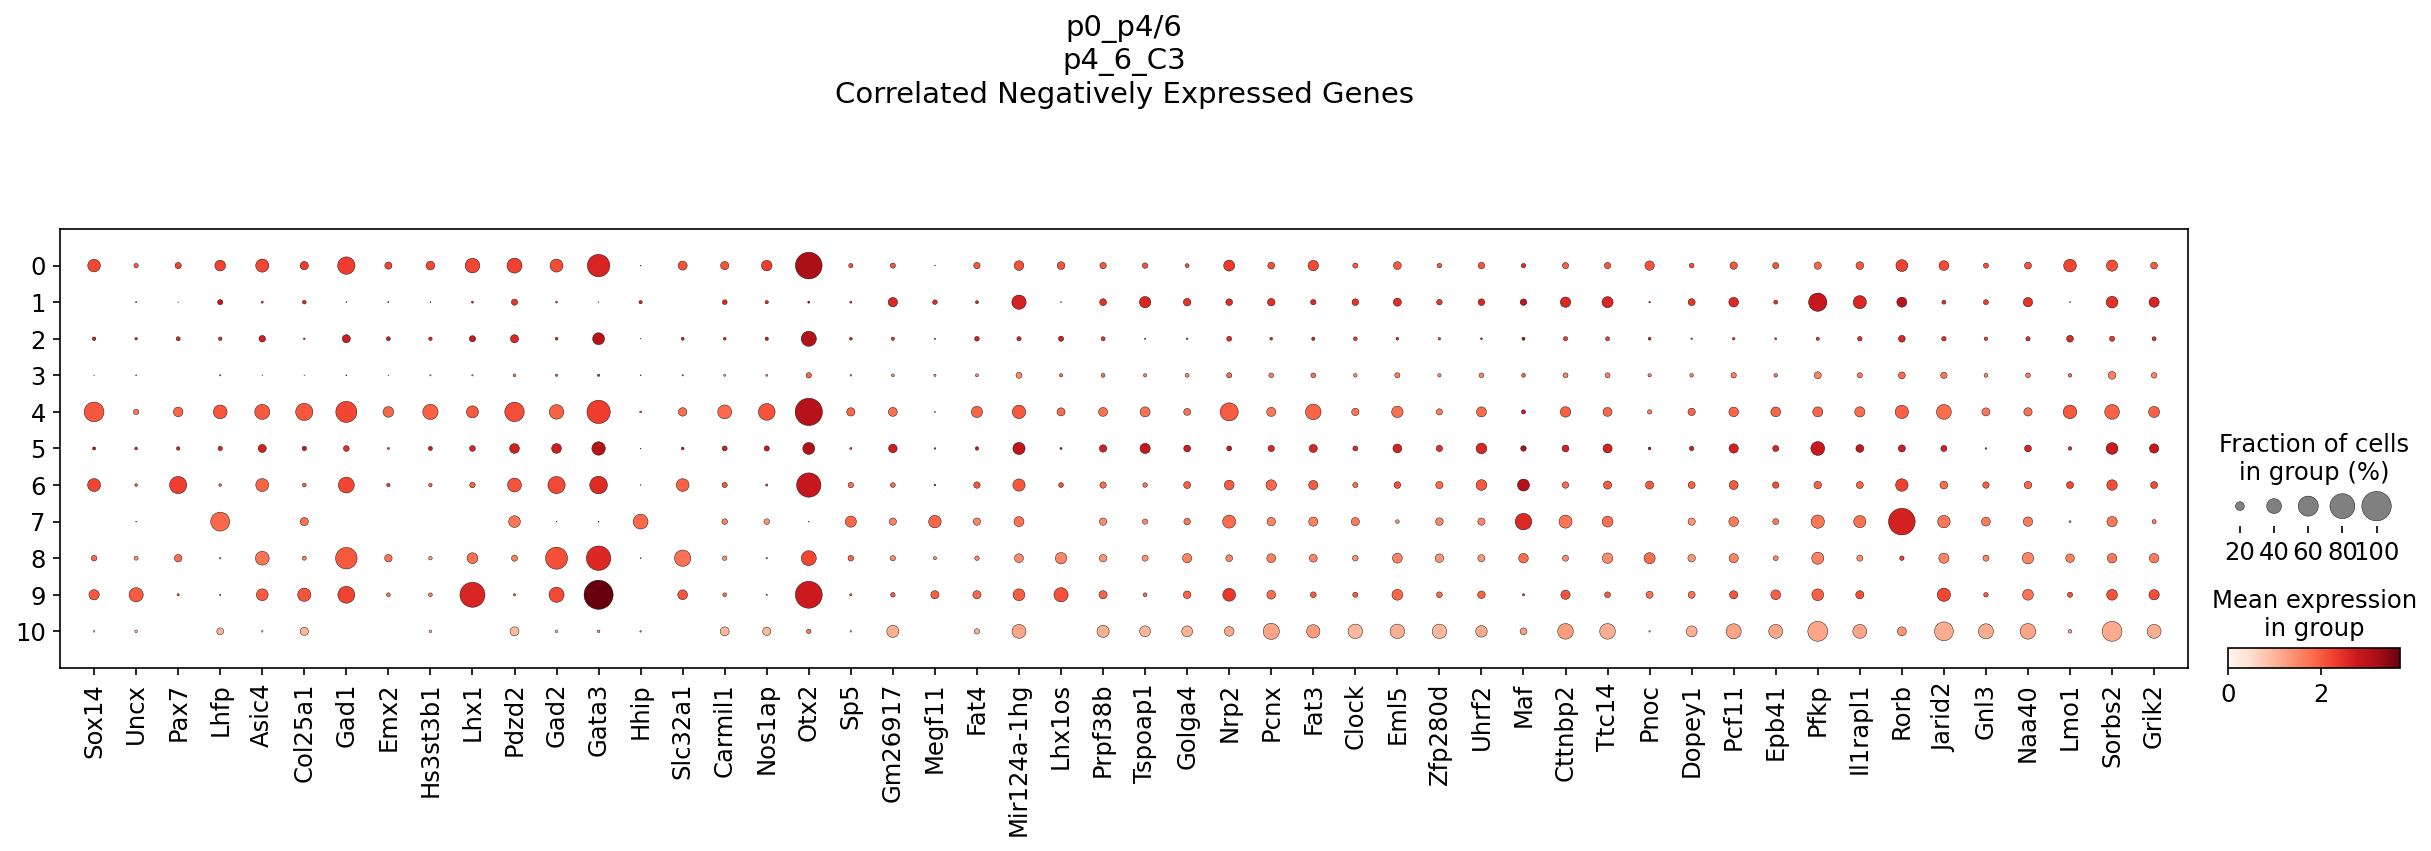 p0_p4/6
p4_6_C3
Correlated Negatively Expressed Genes
0
1
2
3
4
5
6
7
8
9
10
Sox14 Uncx Pax7 Lhfp Asic4 Col25a1 Gad1 Emx2 Hs3st3b1 Lhx1 Pdzd2 Gad2 Gata3 Hhip Slc32a1 Carmil1 Nos1ap Otx2 Sp5 Gm26917 Megf11 Fat4 Mir124a-1hg Lhx1os Prpf38b Tspoap1 Golga4 Nrp2 Pcnx Fat3 Clock Eml5 Zfp280d Uhrf2 Maf Cttnbp2 Ttc14 Pnoc Dopey1 Pcf11 Epb41 Pfkp Il1rapl1 Rorb Jarid2 Gnl3 Naa40 Lmo1 Sorbs2 Grik2
Fraction of cells
in group (%)
20 40 60 80 100
Mean expression
in group
0 2